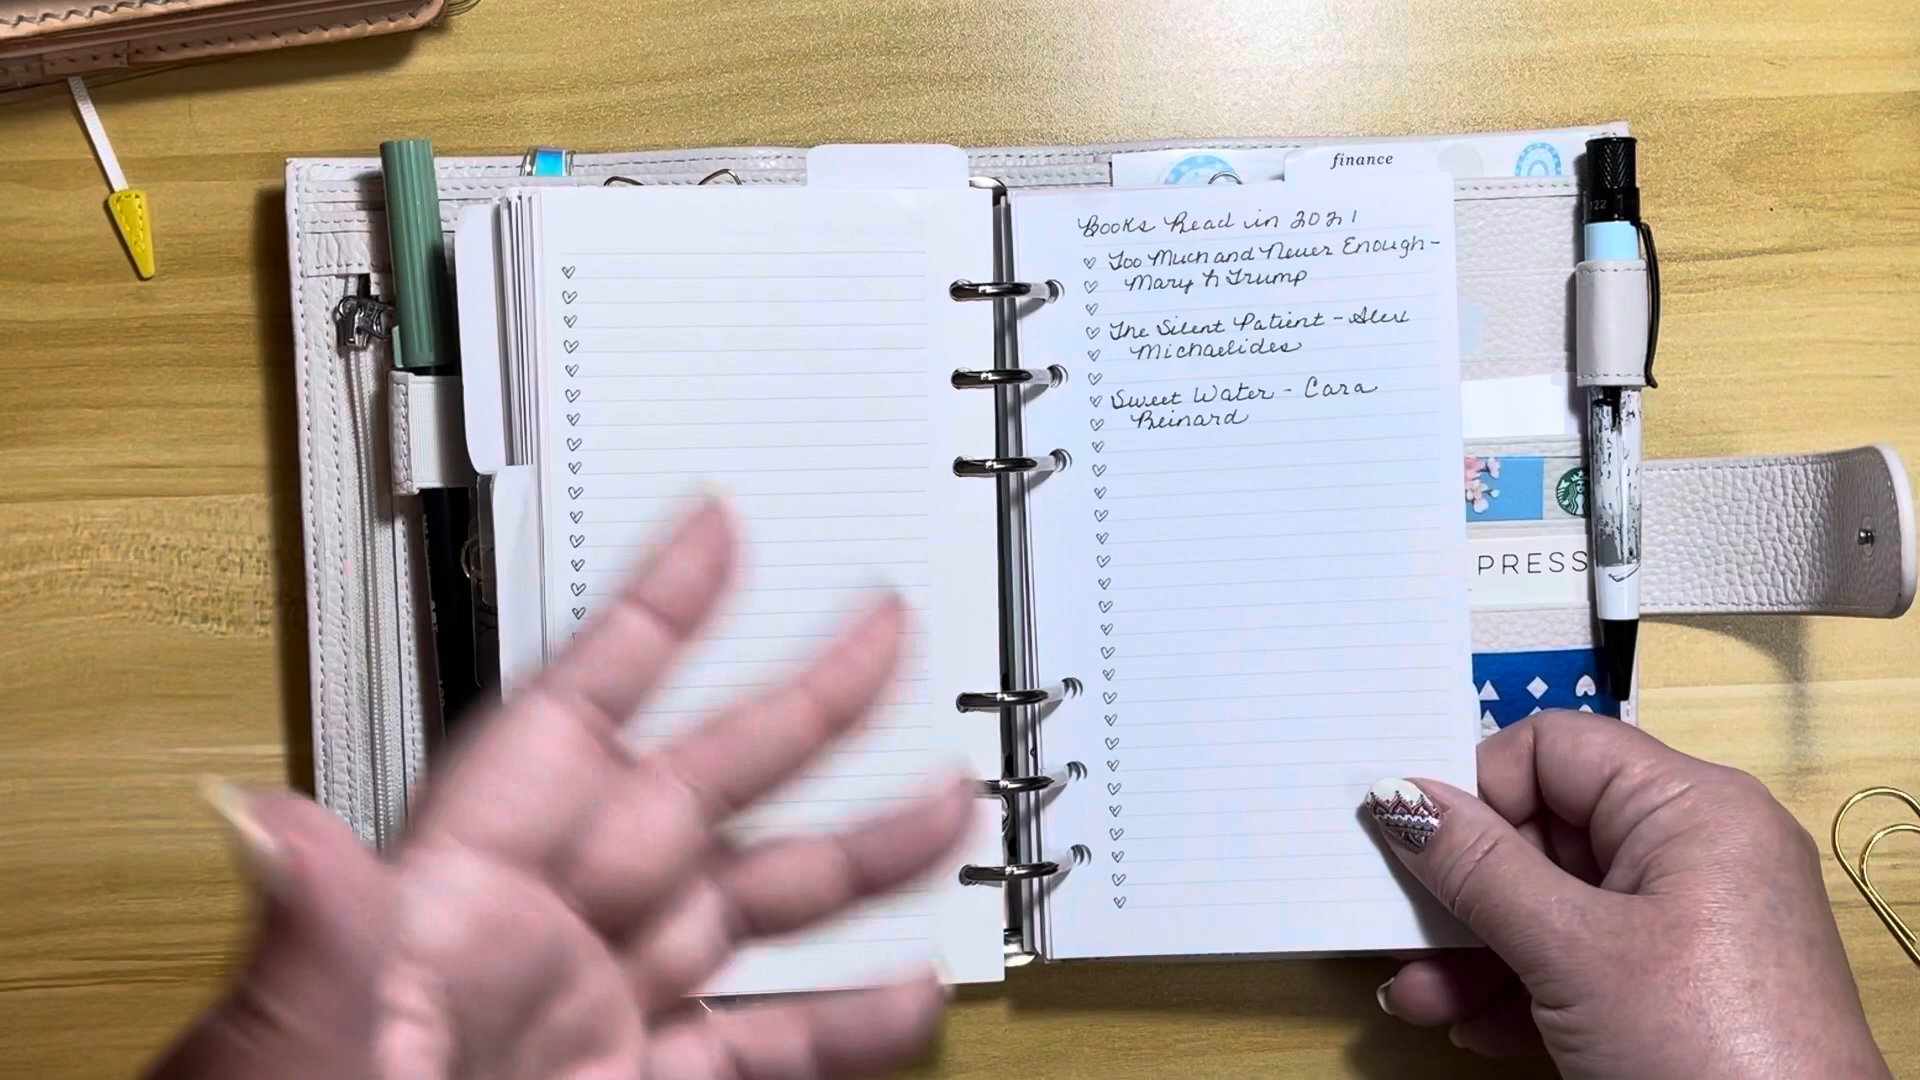 finance
Books Read in 2021
Too Much and Never Enough -
Mary h Trump
The Silent Patient - Alex
Michaelides
Sweet Water - Cara
Reinard
122
PRESS